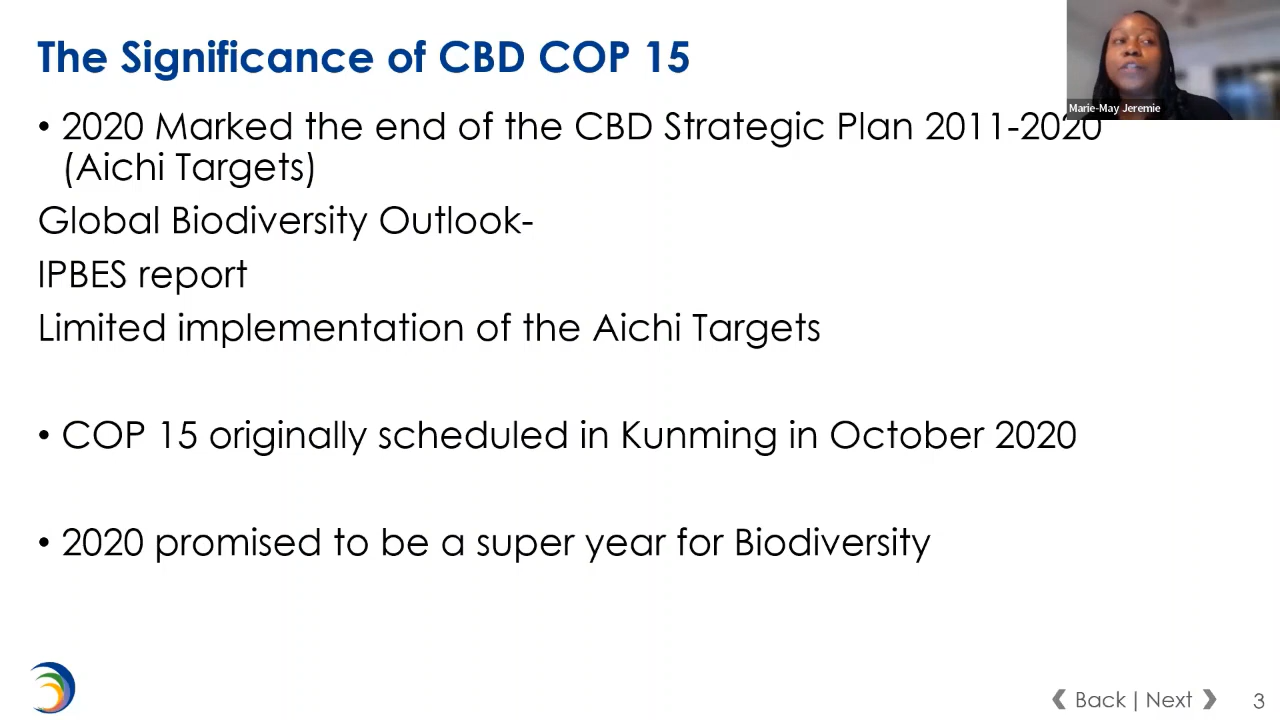 The Significance of CBD COP 15
Marie-May Jeremie
• 2020 Marked the end of the CBD Strategic Plan 2011-2020
(Aichi Targets)
Global Biodiversity Outlook-
IPBES report
Limited implementation of the Aichi Targets
• COP 15 originally scheduled in Kunming in October 2020
• 2020 promised to be a super year for Biodiversity
❮ Back | Next ❯ 3